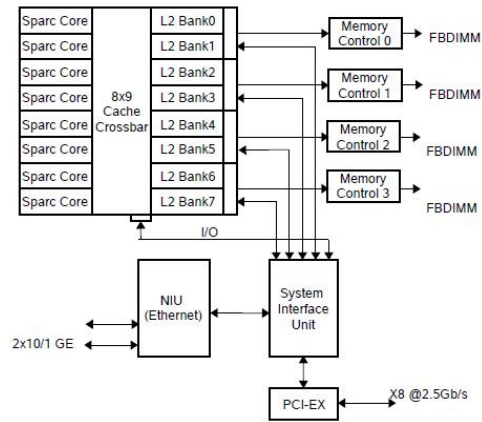 Sparc Core
Sparc Core
Sparc Core
Sparc Core
Sparc Core
Sparc Core
Sparc Core
Sparc Core
8x9
Cache
Crossbar
L2 Bank0
L2 Bank1
L2 Bank2
L2 Bank3
L2 Bank4
L2 Bank5
L2 Bank6
L2 Bank7
Memory
Control 0
FBDIMM
Memory
Control 1
FBDIMM
Memory
Control 2
FBDIMM
Memory
Control 3
FBDIMM
I/O
NIU
(Ethernet)
System
Interface
Unit
2x10/1 GE
PCI-EX
X8 @2.5Gb/s